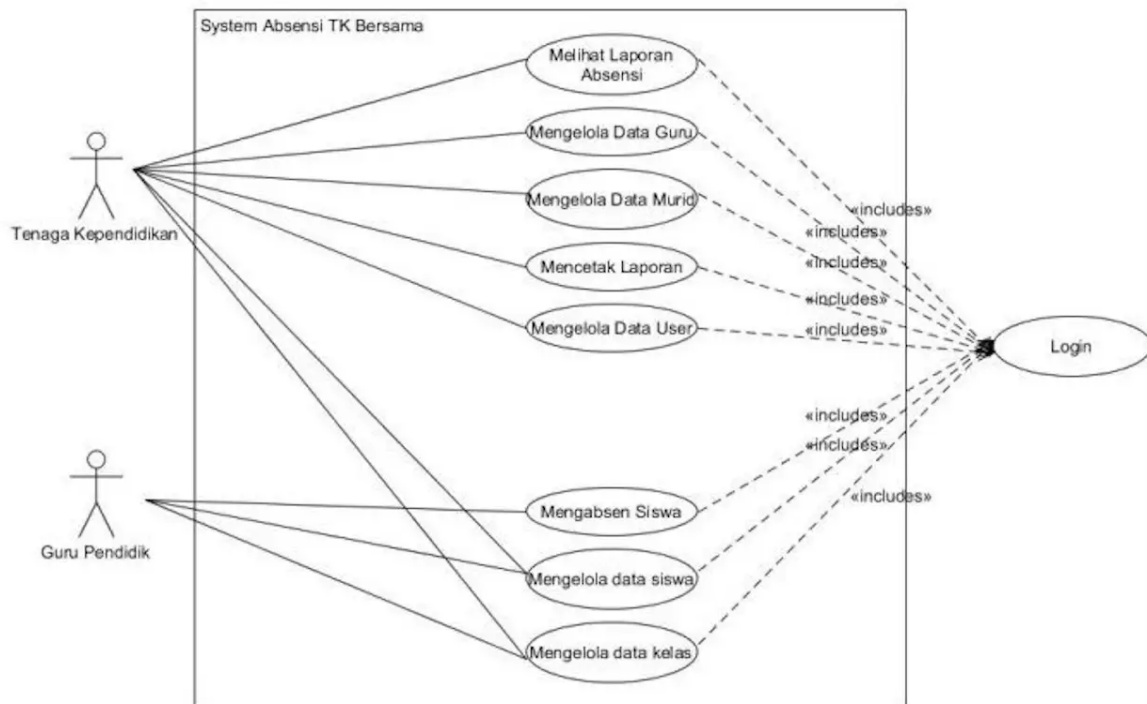 System Absensi TK Bersama
Melihat Laporan
Absensi
Mengelola Data Guru
Mengelola Data Murid
Tenaga Kependidikan
«includes»
«includes»
«includes»
Mencetak Laporan
«includes»
Mengelola Data User
«includes»
Login
«includes»
«includes»
«includes»
Mengabsen Siswa
Guru Pendidik
Mengelola data siswa
Mengelola data kelas